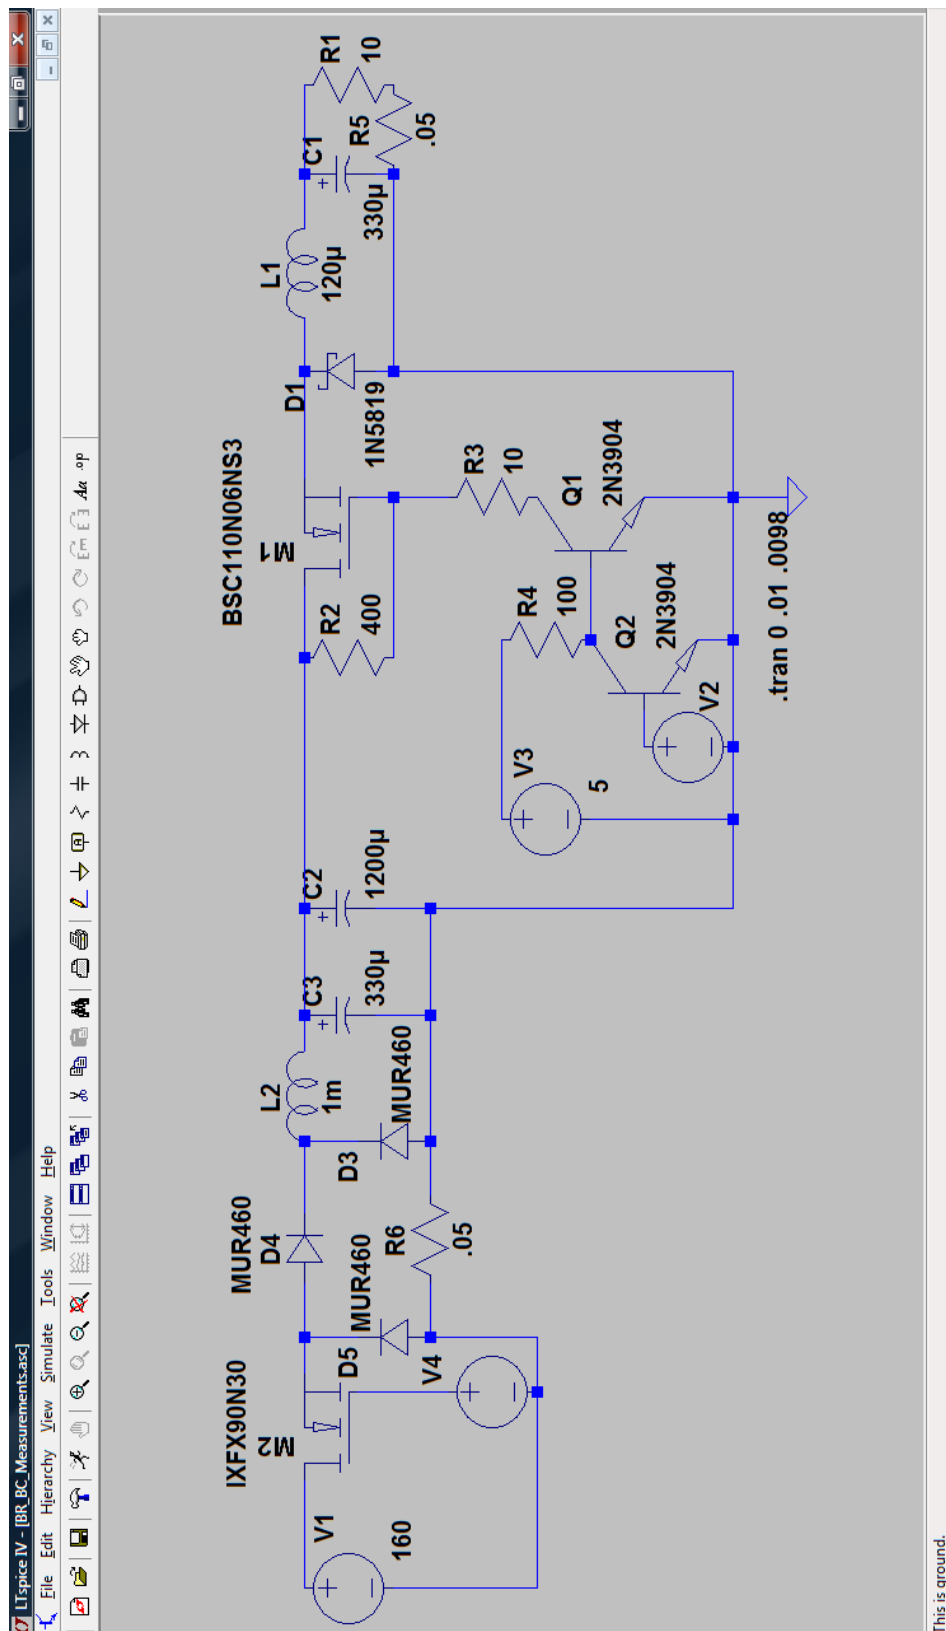 LTspice IV - [BR_BC_Measurements.asc]
File Edit Hierarchy View Simulate Tools Window Help
.op
Aa
V1
160
IXFX90N30
M2
V4
D5
MUR460
MUR460
D4
R6
.05
D3
MUR460
L2
1m
C3
330µ
C2
1200µ
V3
5
V2
R2
400
R4
100
Q2
2N3904
BSC110N06NS3
M1
R3
10
Q1
2N3904
.tran 0 .01 .0098
D1
1N5819
L1
120µ
C1
330µ
R5
.05
R1
10
This is ground.